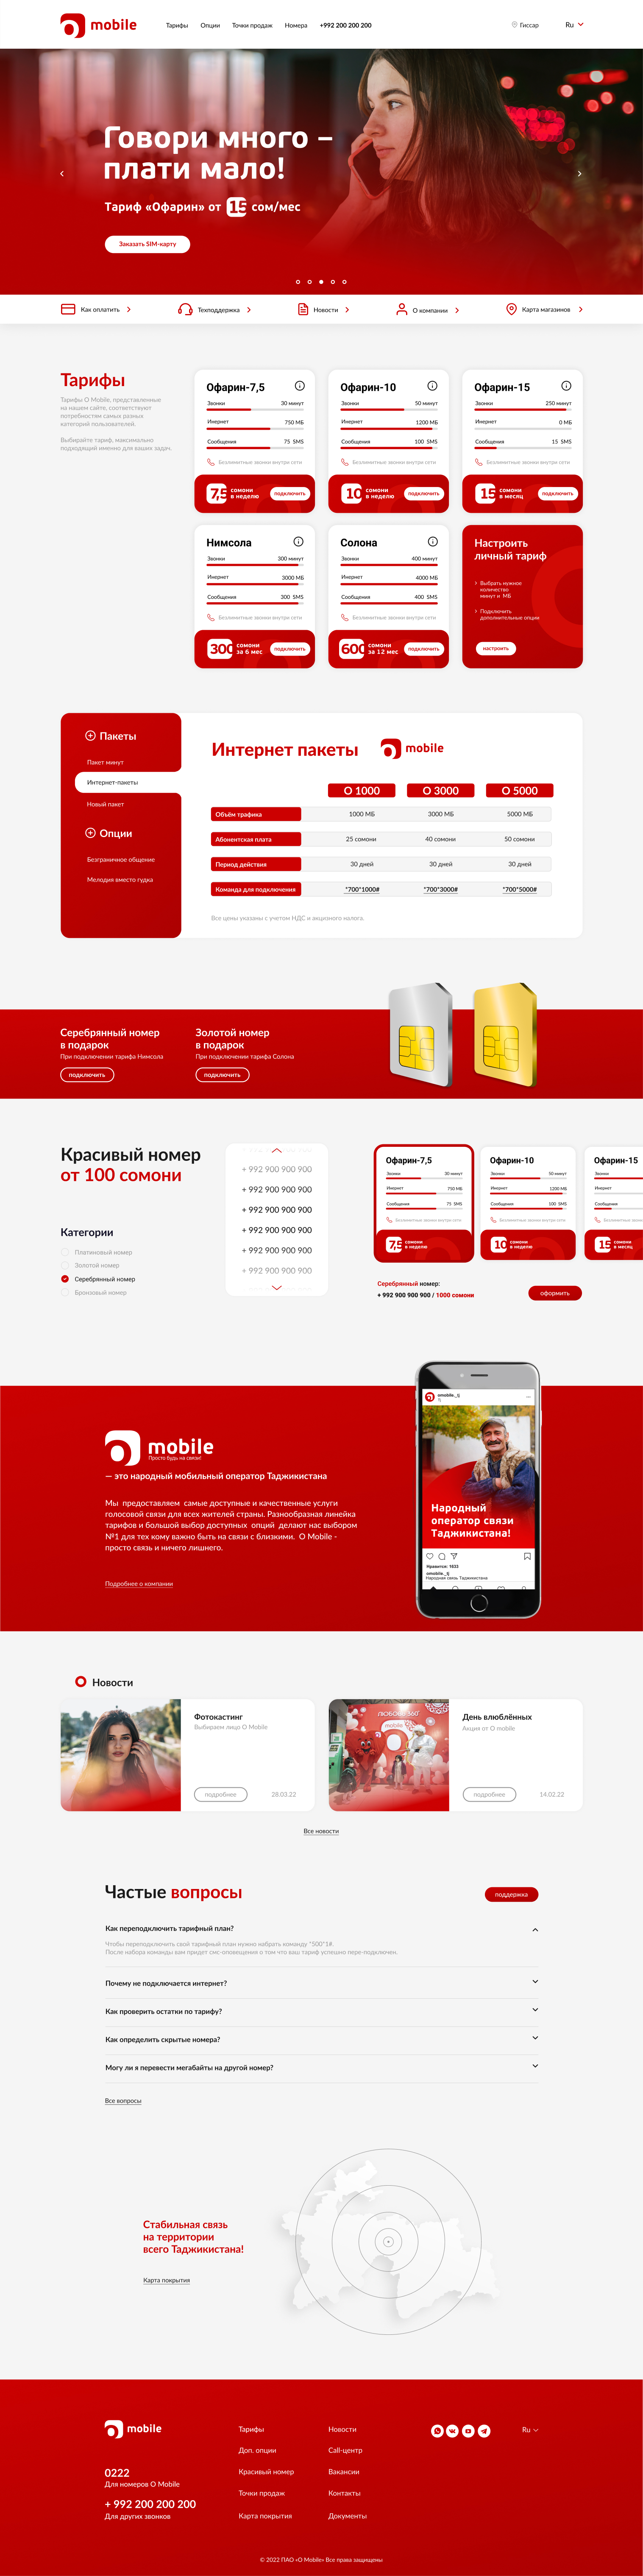 mobile
Тарифы
Опции
Точки продаж
Номера
+992 200 200 200
Гиссар
Ru
Говори много –
плати мало!
Тариф «Офарин» от 15 сом/мес
Заказать SIM-карту
Как оплатить
Техподдержка
Новости
О компании
Карта магазинов
Тарифы
Тарифы О Mobile, представленные
на нашем сайте, соответствуют
потребностям самых разных
категорий пользователей.
Выбирайте тариф, максимально
подходящий именно для ваших задач.
Офарин-7,5
Звонки 30 минут
Инернет 750 МБ
Сообщения 75 SMS
Безлимитные звонки внутри сети
7,5 сомони
в неделю
подключить
Офарин-10
Звонки 50 минут
Инернет 1200 МБ
Сообщения 100 SMS
Безлимитные звонки внутри сети
10 сомони
в неделю
подключить
Офарин-15
Звонки 250 минут
Инернет 0 МБ
Сообщения 15 SMS
Безлимитные звонки внутри сети
15 сомони
в месяц
подключить
Нимсола
Звонки 300 минут
Инернет 3000 МБ
Сообщения 300 SMS
Безлимитные звонки внутри сети
300 сомони
за 6 мес
подключить
Солона
Звонки 400 минут
Инернет 4000 МБ
Сообщения 400 SMS
Безлимитные звонки внутри сети
600 сомони
за 12 мес
подключить
Настроить
личный тариф
Выбрать нужное
количество
минут и МБ
Подключить
дополнительные опции
настроить
Пакеты
Пакет минут
Интернет-пакеты
Новый пакет
Опции
Безграничное общение
Мелодия вместо гудка
Интернет пакеты
mobile
О 1000 О 3000 О 5000
Объём трафика 1000 МБ 3000 МБ 5000 МБ
Абонентская плата 25 сомони 40 сомони 50 сомони
Период действия 30 дней 30 дней 30 дней
Команда для подключения *700*1000# *700*3000# *700*5000#
Все цены указаны с учетом НДС и акцизного налога.
Серебрянный номер
в подарок
При подключении тарифа Нимсола
подключить
Золотой номер
в подарок
При подключении тарифа Солона
подключить
Красивый номер
от 100 сомони
Категории
Платиновый номер
Золотой номер
Серебрянный номер
Бронзовый номер
+ 992 900 900 900
+ 992 900 900 900
+ 992 900 900 900
+ 992 900 900 900
+ 992 900 900 900
+ 992 900 900 900
Офарин-7,5
Звонки 30 минут
Инернет 750 МБ
Сообщения 75 SMS
Безлимитные звонки внутри сети
7,5 сомони
в неделю
Офарин-10
Звонки 50 минут
Инернет 1200 МБ
Сообщения 100 SMS
Безлимитные звонки внутри сети
10 сомони
в неделю
Офарин-15
Звонки
Инернет
Сообщения
Безлимитные звонки
15 сомони
в месяц
Серебрянный номер:
+ 992 900 900 900 / 1000 сомони
оформить
mobile
Просто будь на связи!
— это народный мобильный оператор Таджикистана
Мы предоставляем самые доступные и качественные услуги
голосовой связи для всех жителей страны. Разнообразная линейка
тарифов и большой выбор доступных опций делают нас выбором
№1 для тех кому важно быть на связи с близкими. О Mobile -
просто связь и ничего лишнего.
Подробнее о компании
omobile._tj
Tj
Народный
оператор связи
Таджикистана!
Нравится: 1633
omobile._tj
Народная связь Таджикистана
Новости
Фотокастинг
Выбираем лицо О Mobile
подробнее
28.03.22
mobile
День влюблённых
Акция от О mobile
подробнее
14.02.22
Все новости
Частые вопросы
поддержка
Как переподключить тарифный план?
Чтобы переподключить свой тарифный план нужно набрать команду *500*1#.
После набора команды вам придет смс-оповещения о том что ваш тариф успешно пере-подключен.
Почему не подключается интернет?
Как проверить остатки по тарифу?
Как определить скрытые номера?
Могу ли я перевести мегабайты на другой номер?
Все вопросы
Стабильная связь
на территории
всего Таджикистана!
Карта покрытия
mobile
0222
Для номеров О Mobile
+ 992 200 200 200
Для других звонков
Тарифы
Доп. опции
Красивый номер
Точки продаж
Карта покрытия
Новости
Call-центр
Вакансии
Контакты
Документы
Ru
© 2022 ПАО «О Mobile» Все права защищены